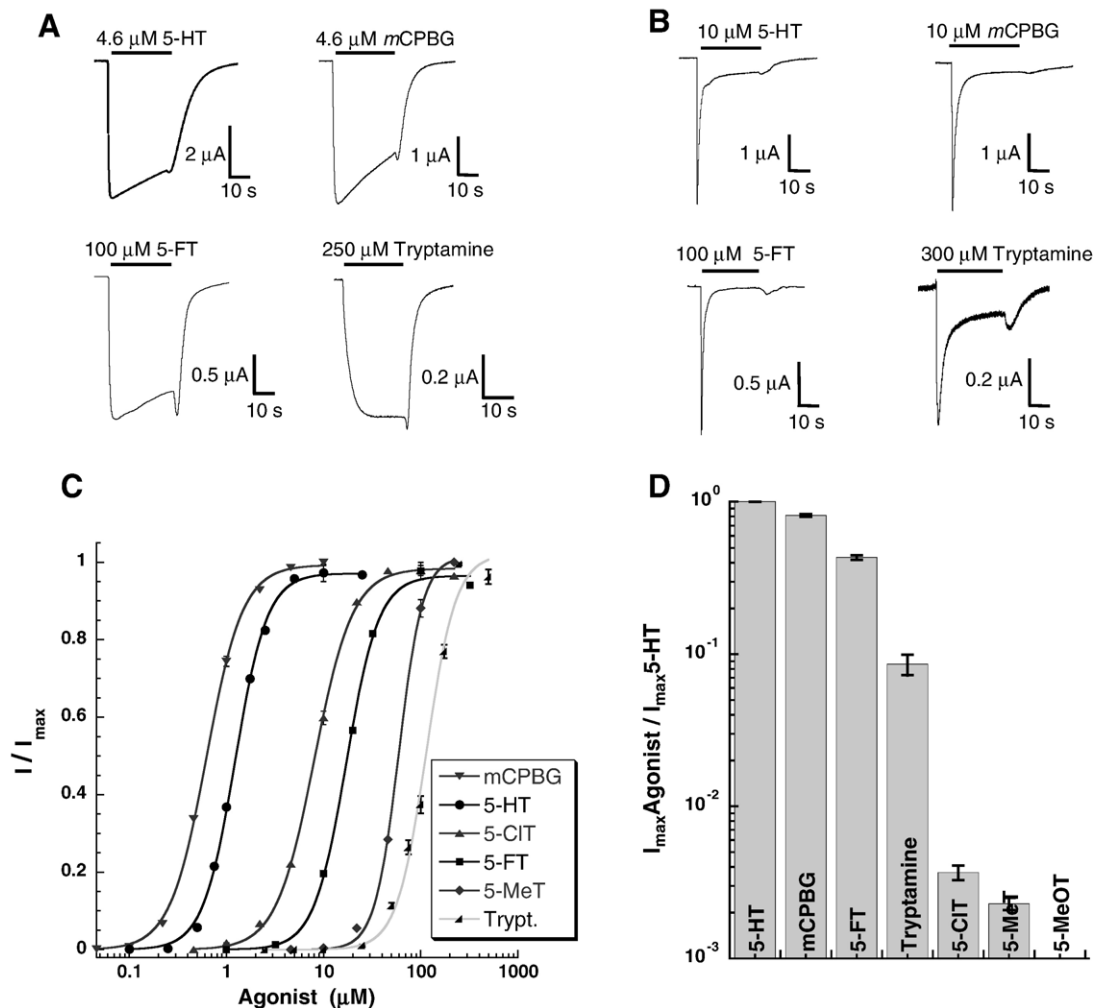 A
4.6 μM 5-HT
4.6 μM mCPBG
2 μA
10 s
1 μA
10 s
100 μM 5-FT
250 μM Tryptamine
0.5 μA
10 s
0.2 μA
10 s
B
10 μM 5-HT
10 μM mCPBG
1 μA
10 s
1 μA
10 s
100 μM 5-FT
300 μM Tryptamine
0.5 μA
10 s
0.2 μA
10 s
C
1
0.8
0.6
0.4
0.2
0
I / Imax
mCPBG
5-HT
5-ClT
5-FT
5-MeT
Trypt.
0.1
1
10
100
1000
Agonist (μM)
D
10⁰
10⁻¹
10⁻²
10⁻³
ImaxAgonist / Imax5-HT
5-HT
mCPBG
5-FT
Tryptamine
5-ClT
5-Me
5-MeOT